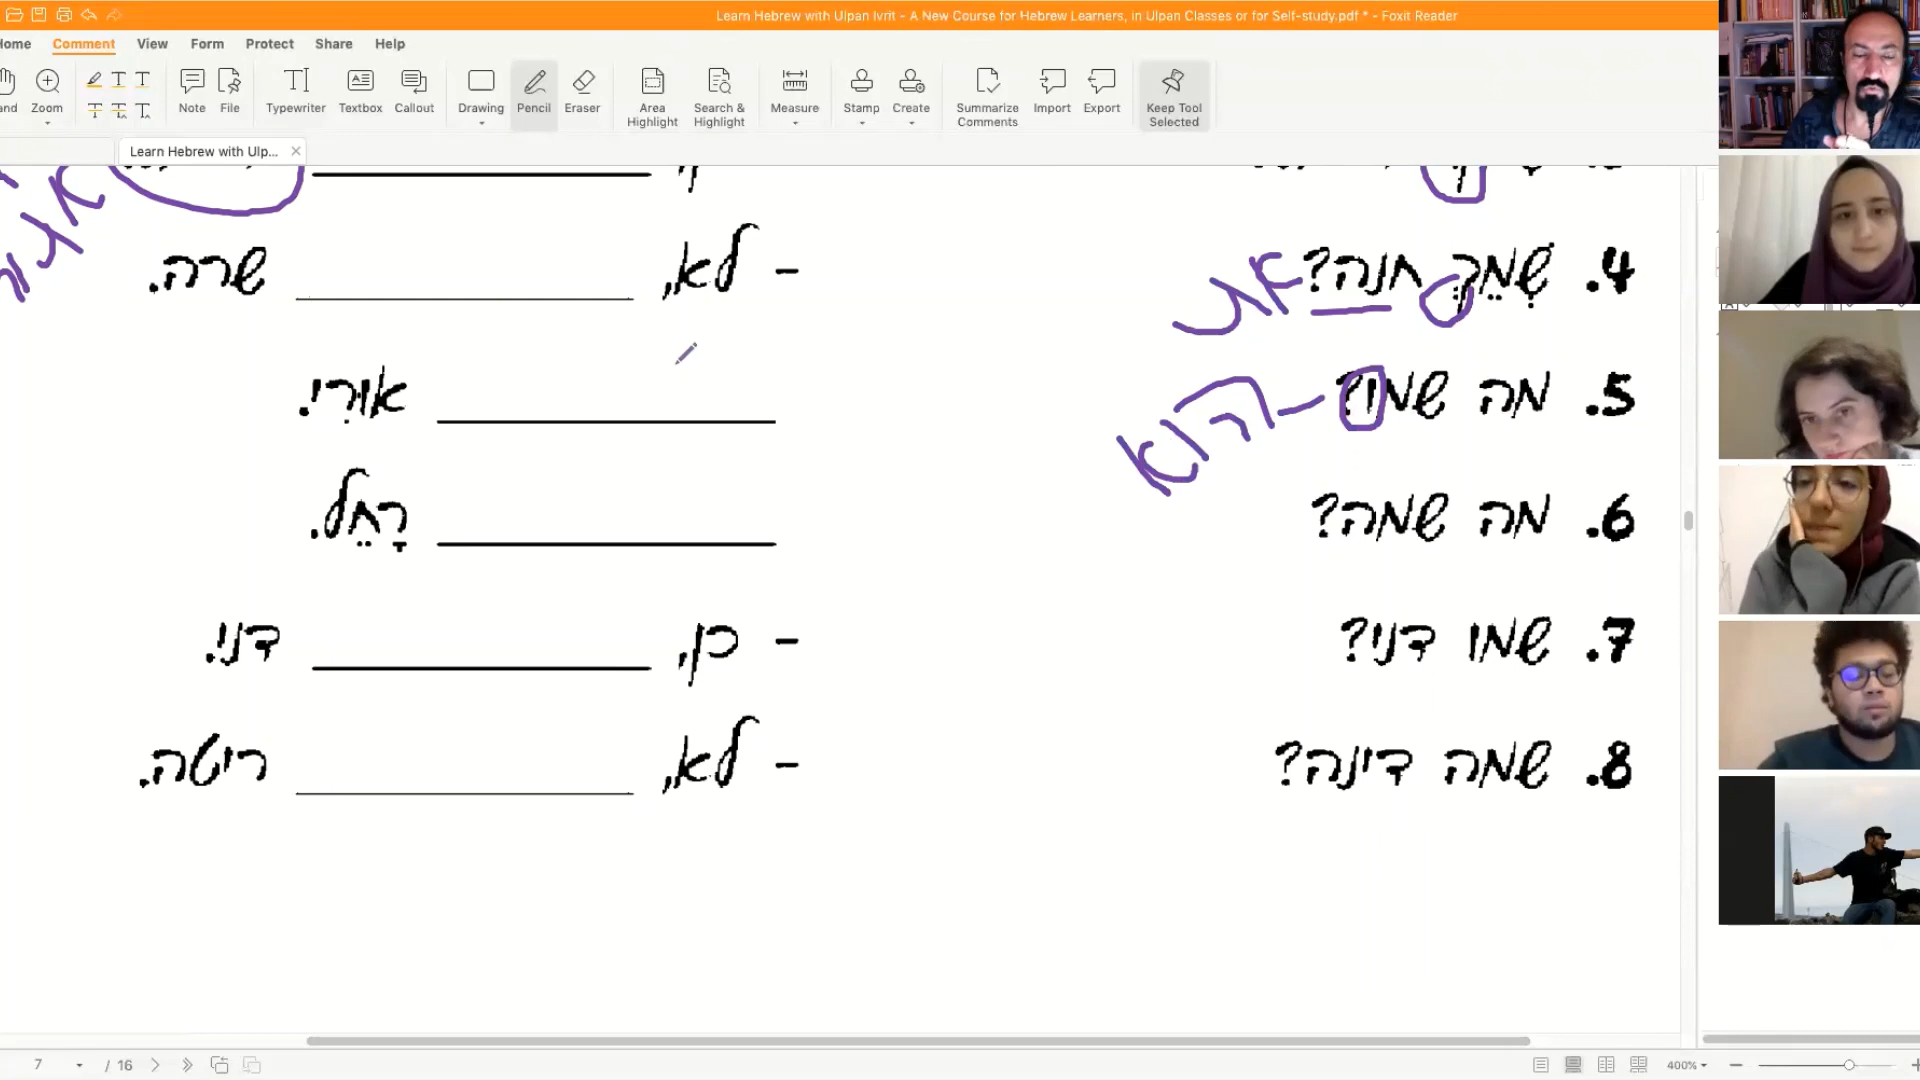 Learn Hebrew with Ulpan Ivrit - A New Course for Hebrew Learners, in Ulpan Classes or for Self-study.pdf * - Foxit Reader
Home Comment View Form Protect Share Help
Zoom Note File Typewriter Textbox Callout Drawing Pencil Eraser Area Highlight Search & Highlight Measure Stamp Create Summarize Comments Import Export Keep Tool Selected
Learn Hebrew with Ulp...
4. שָׁמֵךְ חנה? את
- לא, שרה.
5. מה שמו? הוא
אוּרִי.
6. מה שמה?
רָחֵל.
7. שמו דני?
- כן, דני.
8. שמה דינה?
- לא, ריטה.
7 / 16 400%